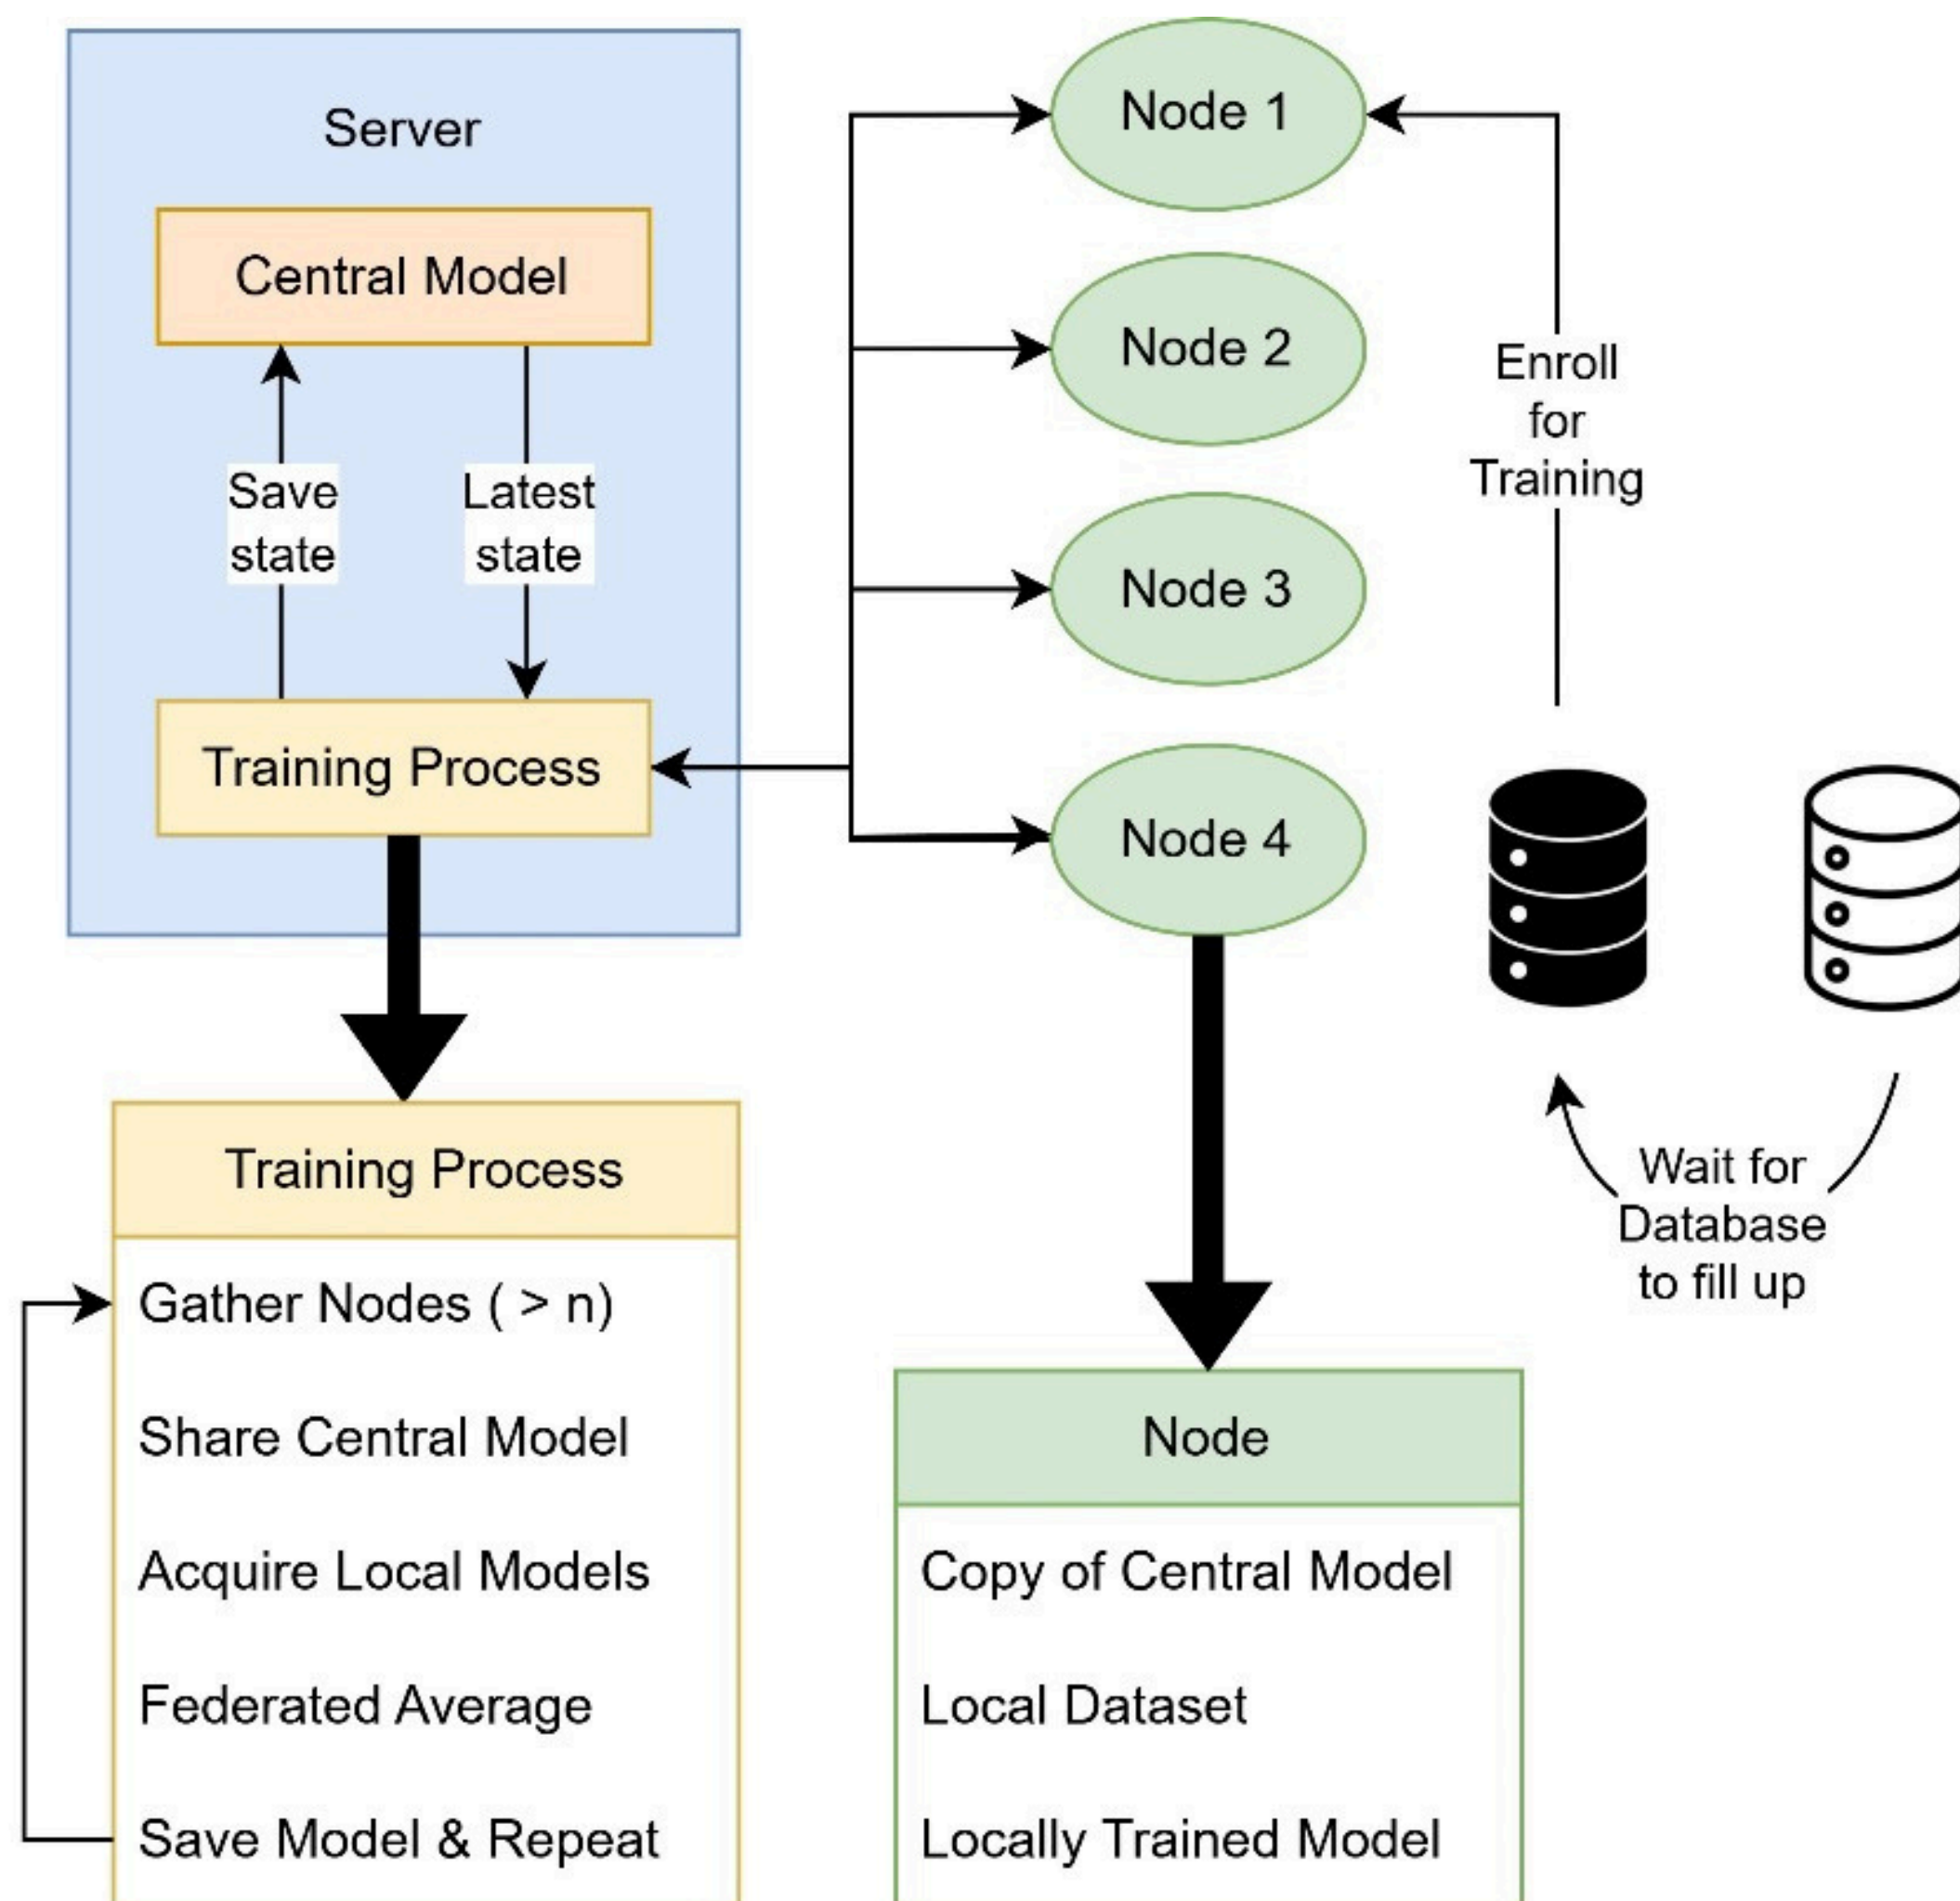 Server
Central Model
Save
state
Latest
state
Training Process
Node 1
Node 2
Node 3
Node 4
Enroll
for
Training
Wait for
Database
to fill up
Training Process
Gather Nodes ( > n)
Share Central Model
Acquire Local Models
Federated Average
Save Model & Repeat
Node
Copy of Central Model
Local Dataset
Locally Trained Model